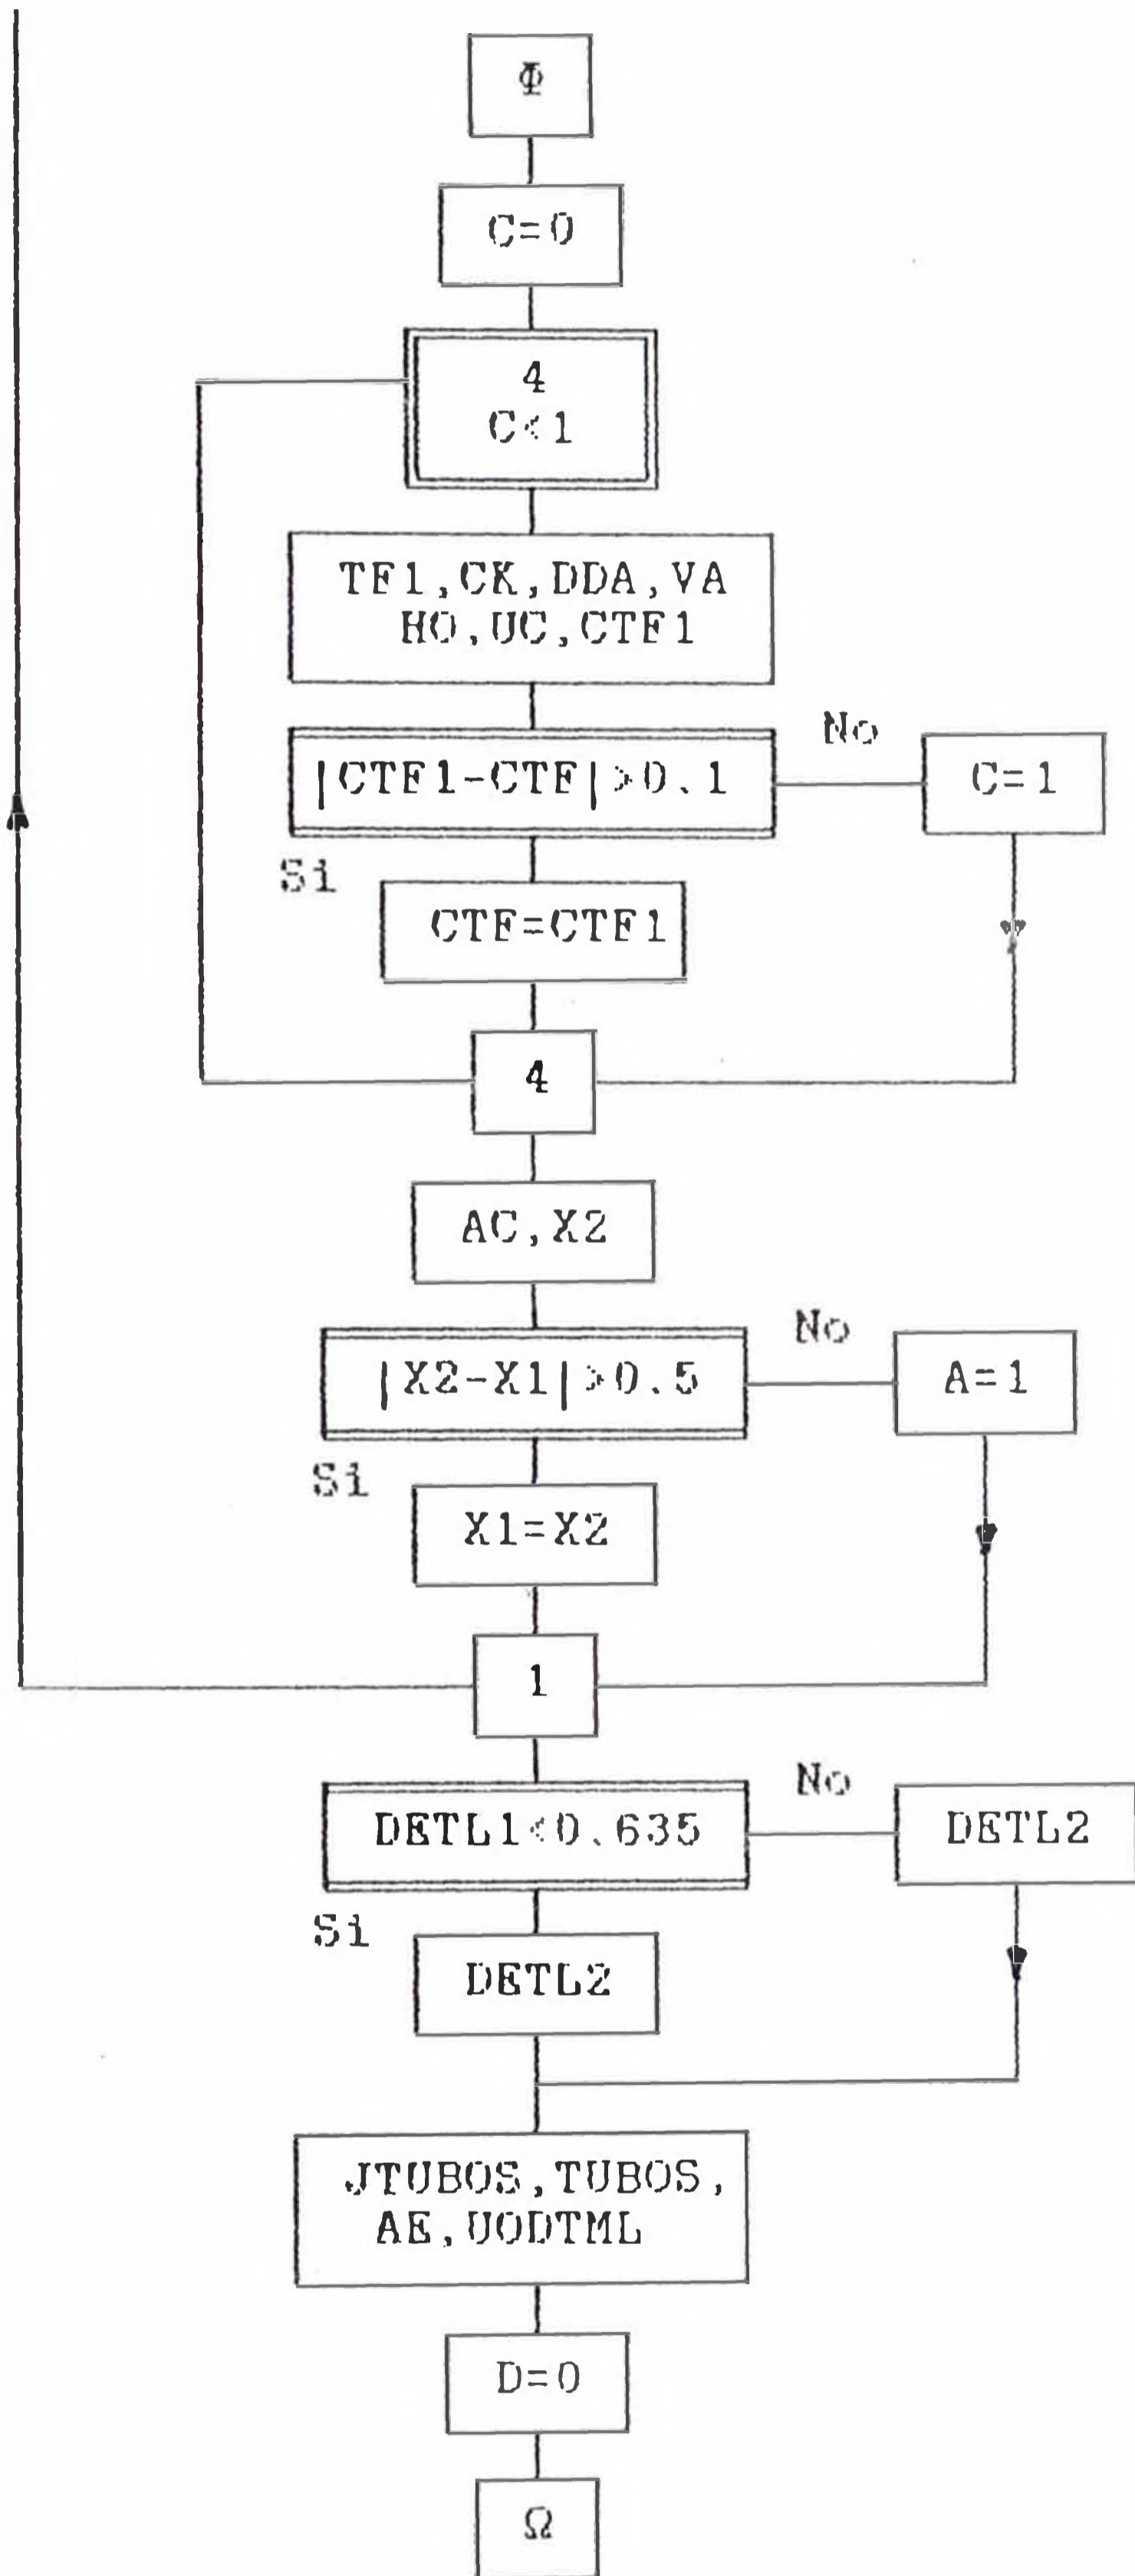 Φ
C=0
4
C<1
TF1,CK,DDA,VA
HO,UC,CTF1
|CTF1-CTF|>0.1
No
C=1
Si
CTF=CTF1
4
AC,X2
|X2-X1|>0.5
No
A=1
Si
X1=X2
1
DETL1<0.635
No
DETL2
Si
DETL2
JTUBOS,TUBOS,
AE,UODTML
D=0
Ω